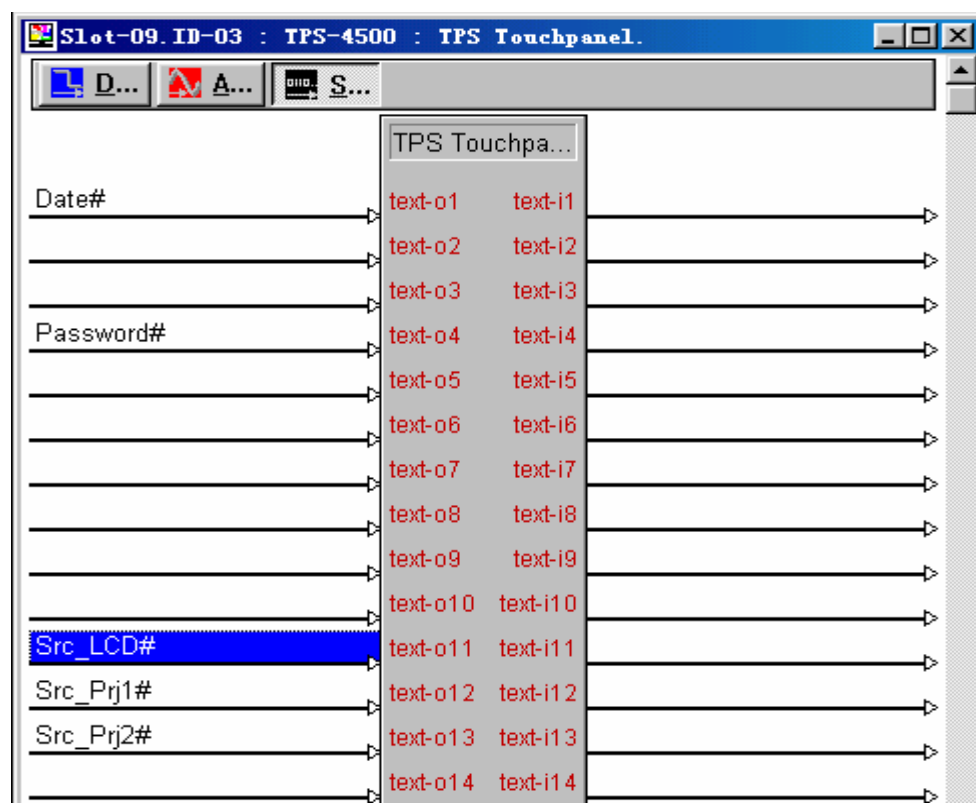 Slot-09.ID-03 : TPS-4500 : TPS Touchpanel.
D... A... S...
TPS Touchpa...
Date# text-o1 text-i1
text-o2 text-i2
text-o3 text-i3
Password# text-o4 text-i4
text-o5 text-i5
text-o6 text-i6
text-o7 text-i7
text-o8 text-i8
text-o9 text-i9
text-o10 text-i10
Src_LCD# text-o11 text-i11
Src_Prj1# text-o12 text-i12
Src_Prj2# text-o13 text-i13
text-o14 text-i14